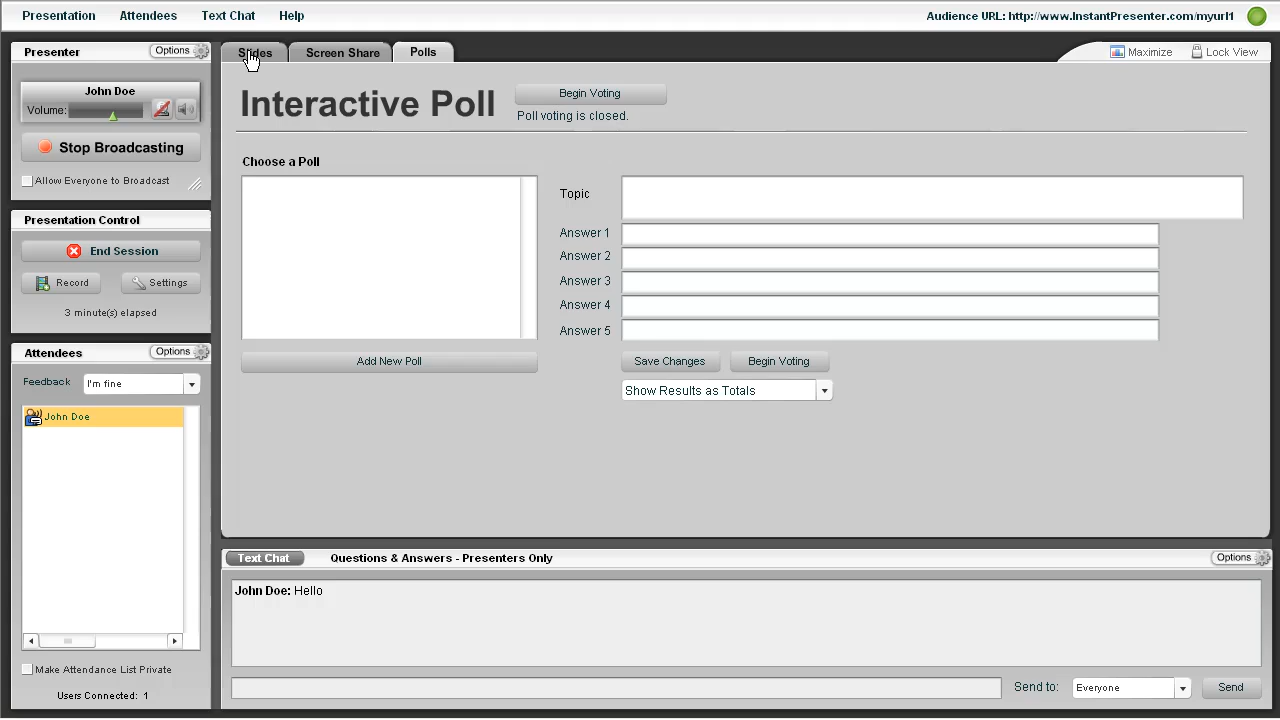 Presentation Attendees Text Chat Help Audience URL: http://www.InstantPresenter.com/myurl1
Presenter Options Slides Screen Share Polls Maximize Lock View
John Doe
Volume:
Stop Broadcasting
Allow Everyone to Broadcast
Presentation Control
End Session
Record Settings
3 minute(s) elapsed
Attendees Options
Feedback I'm fine
John Doe
Make Attendance List Private
Users Connected: 1
Interactive Poll Begin Voting
Poll voting is closed.
Choose a Poll
Add New Poll
Topic
Answer 1
Answer 2
Answer 3
Answer 4
Answer 5
Save Changes Begin Voting
Show Results as Totals
Text Chat Questions & Answers - Presenters Only Options
John Doe: Hello
Send to: Everyone Send